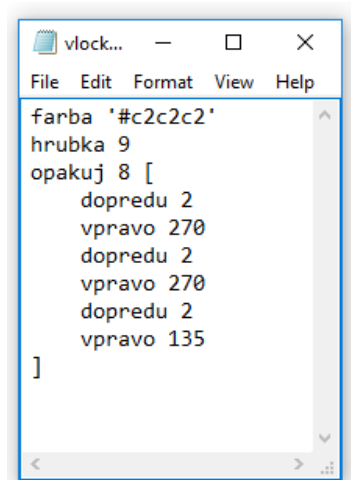 vlock...
File Edit Format View Help
farba '#c2c2c2'
hrubka 9
opakuj 8 [
    dopredu 2
    vpravo 270
    dopredu 2
    vpravo 270
    dopredu 2
    vpravo 135
]